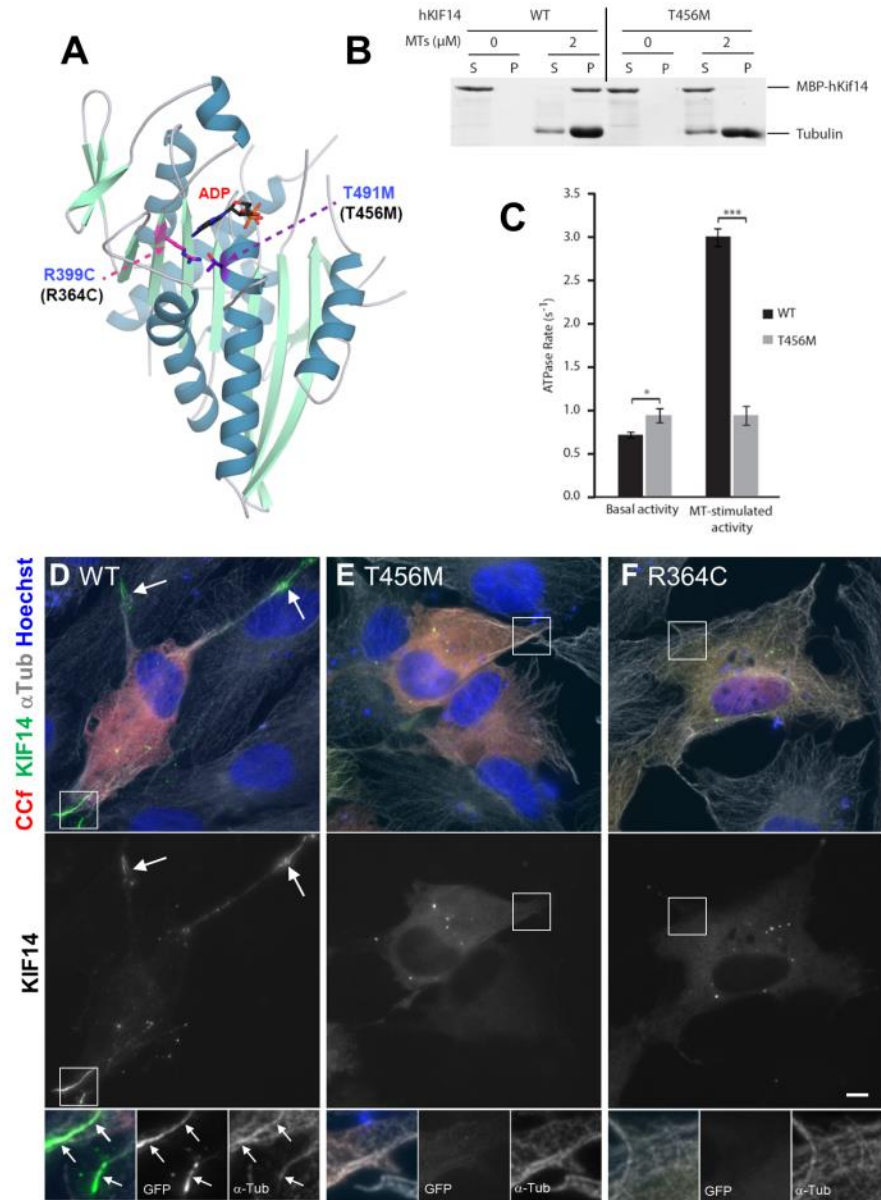 A
ADP
T491M
(T456M)
R399C
(R364C)
B
hKIF14 WT T456M
MTs (µM) 0 2 0 2
S P S P S P S P
MBP-hKif14
Tubulin
C
ATPase Rate (s⁻¹)
3.5
3.0
2.5
2.0
1.5
1.0
0.5
0.0
*
***
WT
T456M
Basal activity
MT-stimulated
activity
CCf KIF14 αTub Hoechst
D WT
E T456M
F R364C
KIF14
GFP
α-Tub
GFP
α-Tub
GFP
α-Tub